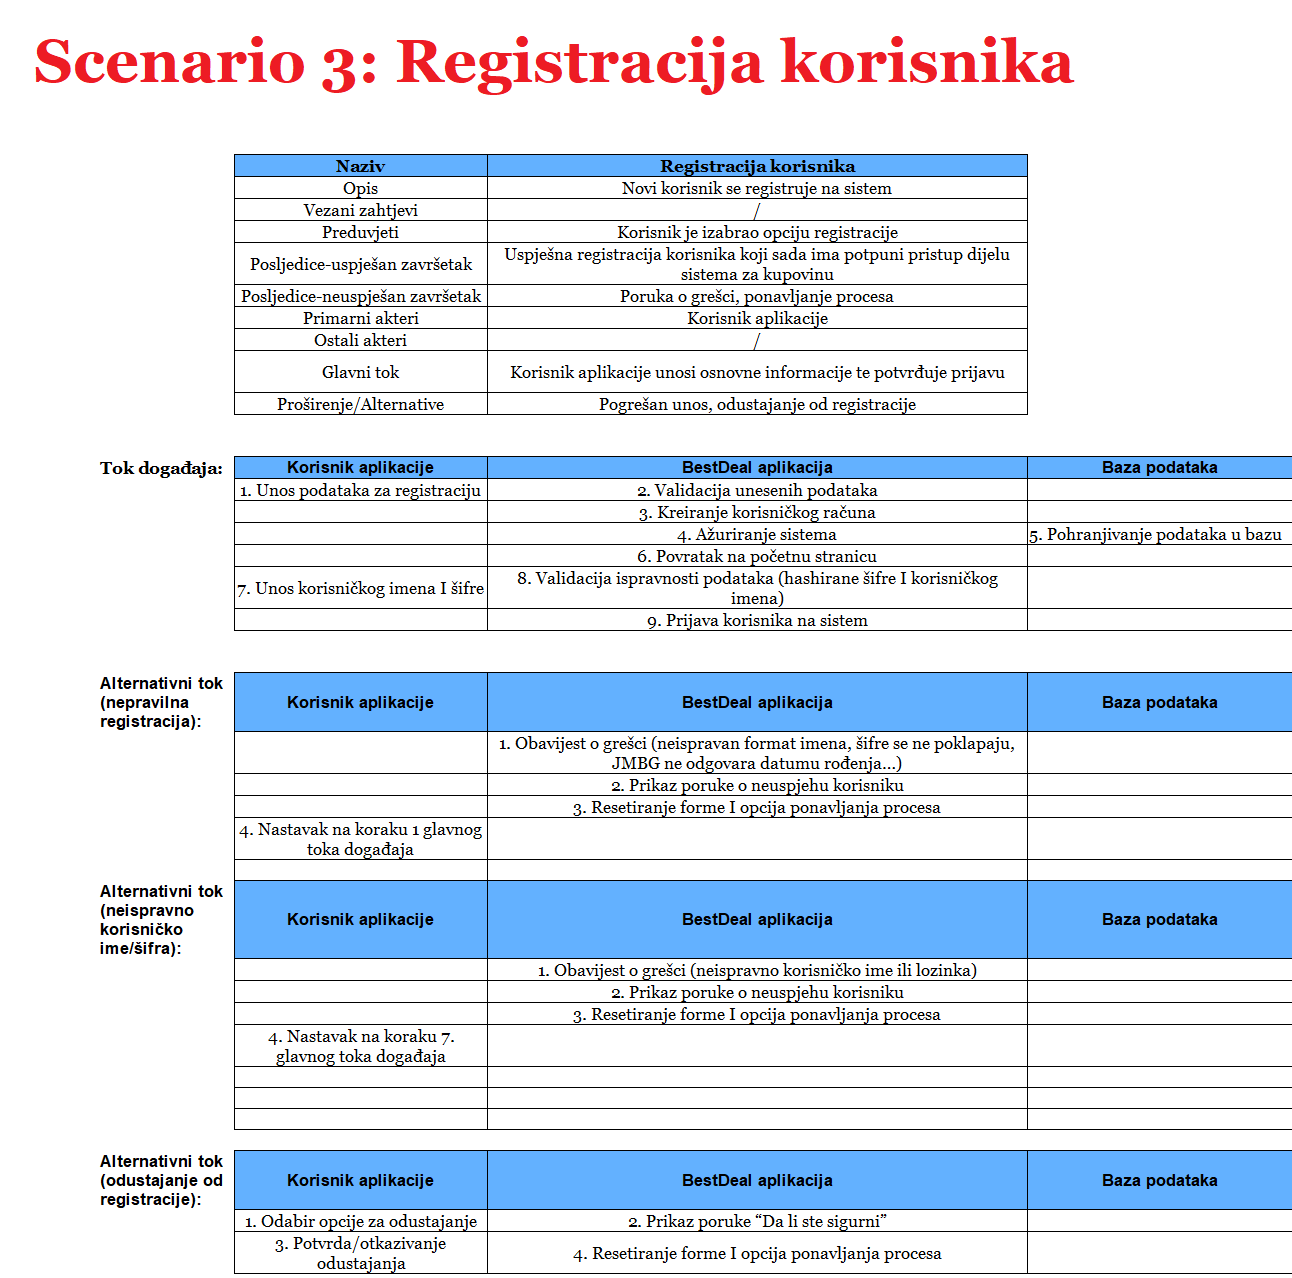 Scenario 3: Registracija korisnika
Naziv Registracija korisnika
Opis Novi korisnik se registruje na sistem
Vezani zahtjevi /
Preduvjeti Korisnik je izabrao opciju registracije
Posljedice-uspješan završetak Uspješna registracija korisnika koji sada ima potpuni pristup dijelu
sistema za kupovinu
Posljedice-neuspješan završetak Poruka o grešci, ponavljanje procesa
Primarni akteri Korisnik aplikacije
Ostali akteri /
Glavni tok Korisnik aplikacije unosi osnovne informacije te potvrđuje prijavu
Proširenje/Alternative Pogrešan unos, odustajanje od registracije
Tok događaja: Korisnik aplikacije BestDeal aplikacija Baza podataka
1. Unos podataka za registraciju 2. Validacija unesenih podataka
3. Kreiranje korisničkog računa
4. Ažuriranje sistema 5. Pohranjivanje podataka u bazu
6. Povratak na početnu stranicu
7. Unos korisničkog imena I šifre 8. Validacija ispravnosti podataka (hashirane šifre I korisničkog
imena)
9. Prijava korisnika na sistem
Alternativni tok
(nepravilna
registracija):
Korisnik aplikacije BestDeal aplikacija Baza podataka
1. Obavijest o grešci (neispravan format imena, šifre se ne poklapaju,
JMBG ne odgovara datumu rođenja...)
2. Prikaz poruke o neuspjehu korisniku
3. Resetiranje forme I opcija ponavljanja procesa
4. Nastavak na koraku 1 glavnog
toka događaja
Alternativni tok
(neispravno
korisničko
ime/šifra):
Korisnik aplikacije BestDeal aplikacija Baza podataka
1. Obavijest o grešci (neispravno korisničko ime ili lozinka)
2. Prikaz poruke o neuspjehu korisniku
3. Resetiranje forme I opcija ponavljanja procesa
4. Nastavak na koraku 7.
glavnog toka događaja
Alternativni tok
(odustajanje od
registracije):
Korisnik aplikacije BestDeal aplikacija Baza podataka
1. Odabir opcije za odustajanje 2. Prikaz poruke “Da li ste sigurni”
3. Potvrda/otkazivanje
odustajanja
4. Resetiranje forme I opcija ponavljanja procesa